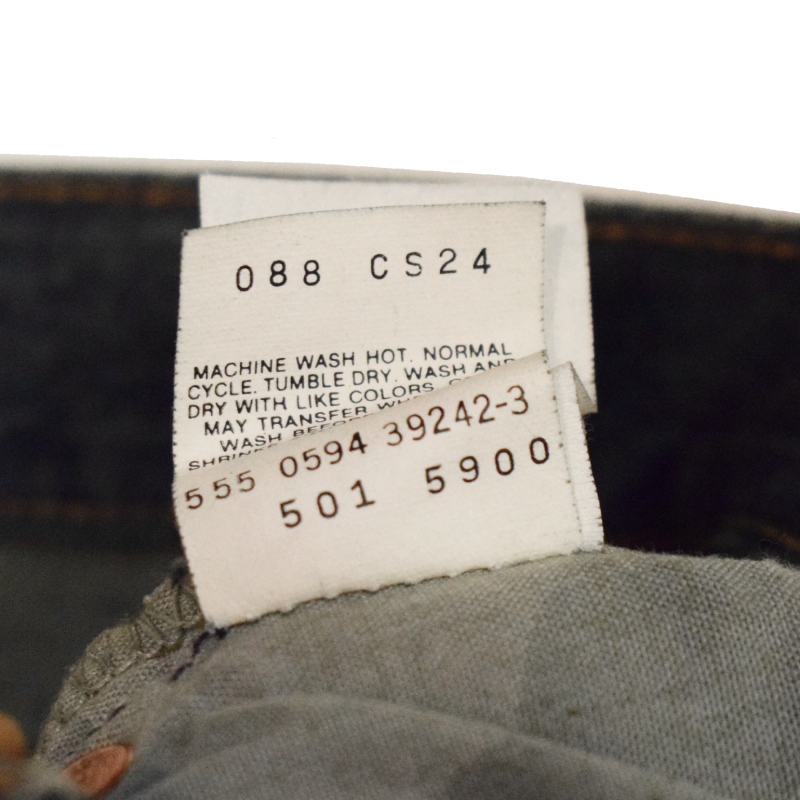 088 CS24
MACHINE WASH HOT. NORMAL
CYCLE. TUMBLE DRY. WASH AND
DRY WITH LIKE COLORS.
MAY TRANSFER
WASH
555 0594 39242-3
501 5900